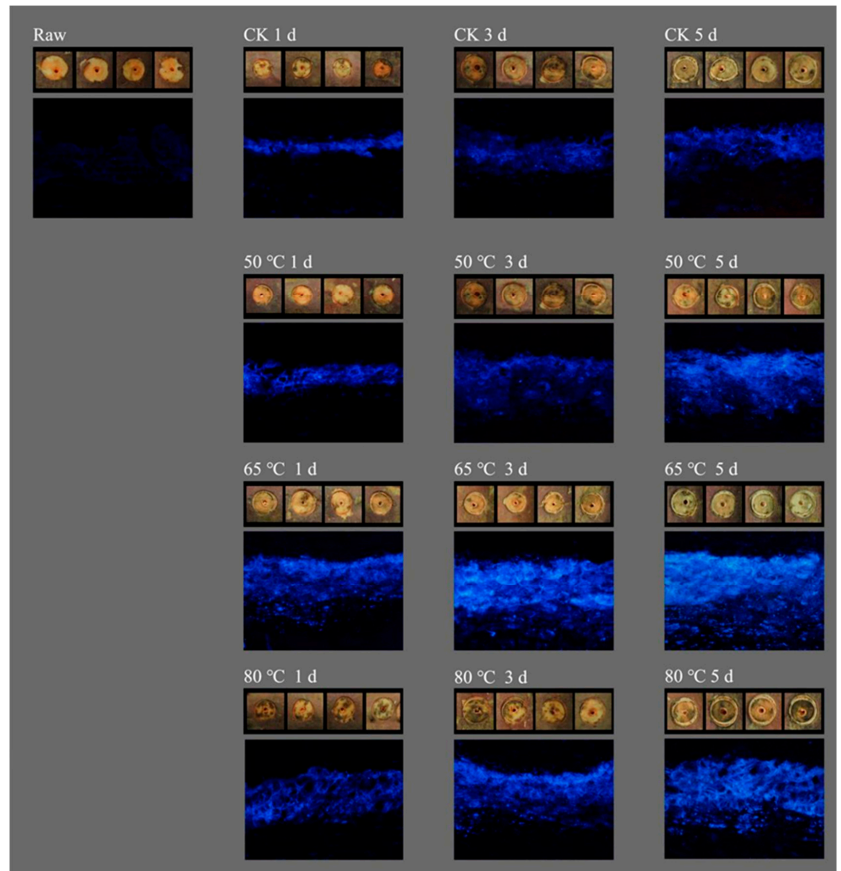 Raw
CK 1 d
CK 3 d
CK 5 d
50 ℃ 1 d
50 ℃ 3 d
50 ℃ 5 d
65 ℃ 1 d
65 ℃ 3 d
65 ℃ 5 d
80 ℃ 1 d
80 ℃ 3 d
80 ℃ 5 d